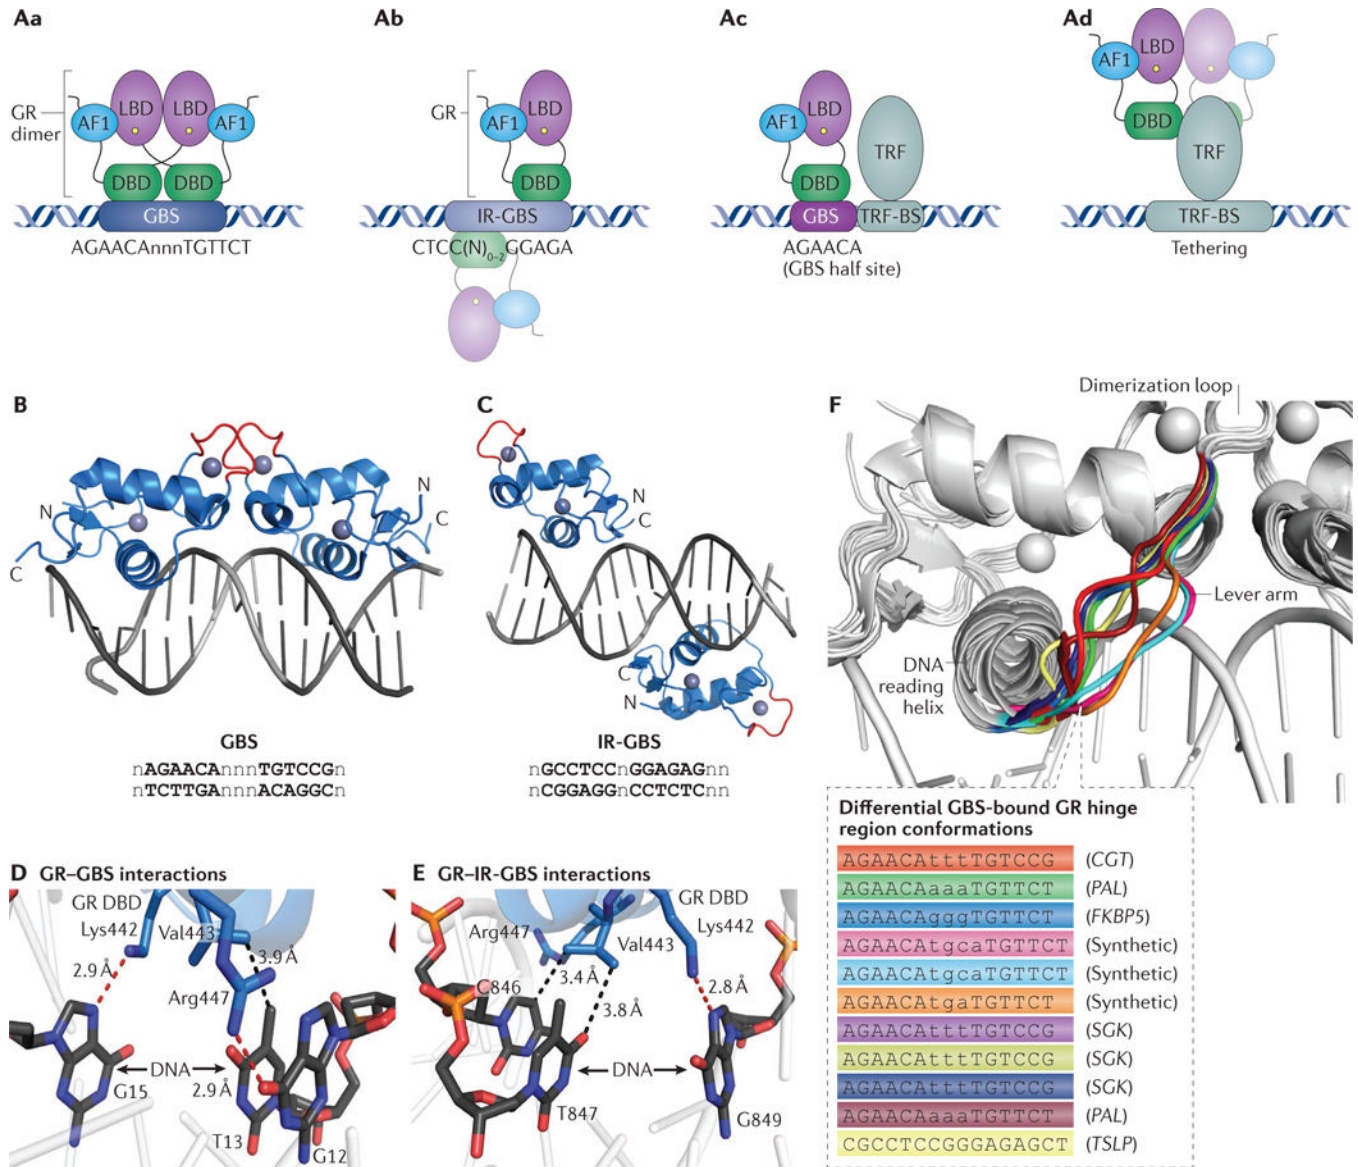 Aa
Ab
Ac
Ad
GR dimer
AF1
LBD
LBD
AF1
DBD
DBD
GBS
AGAACAnnnTGTTCT
GR
AF1
LBD
DBD
IR-GBS
CTCC(N)0–2GGAGA
AF1
LBD
DBD
TRF
GBS
TRF-BS
AGAACA
(GBS half site)
AF1
LBD
DBD
TRF
TRF-BS
Tethering
B
N
C
N
C
GBS
nAGAACAnnnTGTCCGn
nTCTTGAnnnACAGGCn
C
N
C
C
N
IR-GBS
nGCCTCCnGGAGAGnn
nCGGAGGnCCTCTCnn
F
Dimerization loop
Lever arm
DNA
reading
helix
Differential GBS-bound GR hinge
region conformations
AGAACAtttTGTCCG (CGT)
AGAACAaaaTGTTCT (PAL)
AGAACAgggTGTTCT (FKBP5)
AGAACAtgcaTGTTCT (Synthetic)
AGAACAtgcaTGTTCT (Synthetic)
AGAACAtgaTGTTCT (Synthetic)
AGAACAtttTGTCCG (SGK)
AGAACAtttTGTCCG (SGK)
AGAACAtttTGTCCG (SGK)
AGAACAaaaTGTTCT (PAL)
CGCCTCCGGGAGAGCT (TSLP)
D GR–GBS interactions
GR DBD
Lys442
Val443
2.9 Å
3.9 Å
Arg447
DNA
G15
2.9 Å
T13
G12
E GR–IR-GBS interactions
GR DBD
Arg447
Val443
Lys442
C846
3.4 Å
2.8 Å
3.8 Å
DNA
T847
G849